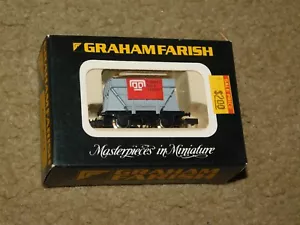 GRAHAM FARISH
$2.00
Masterpieces in Miniature